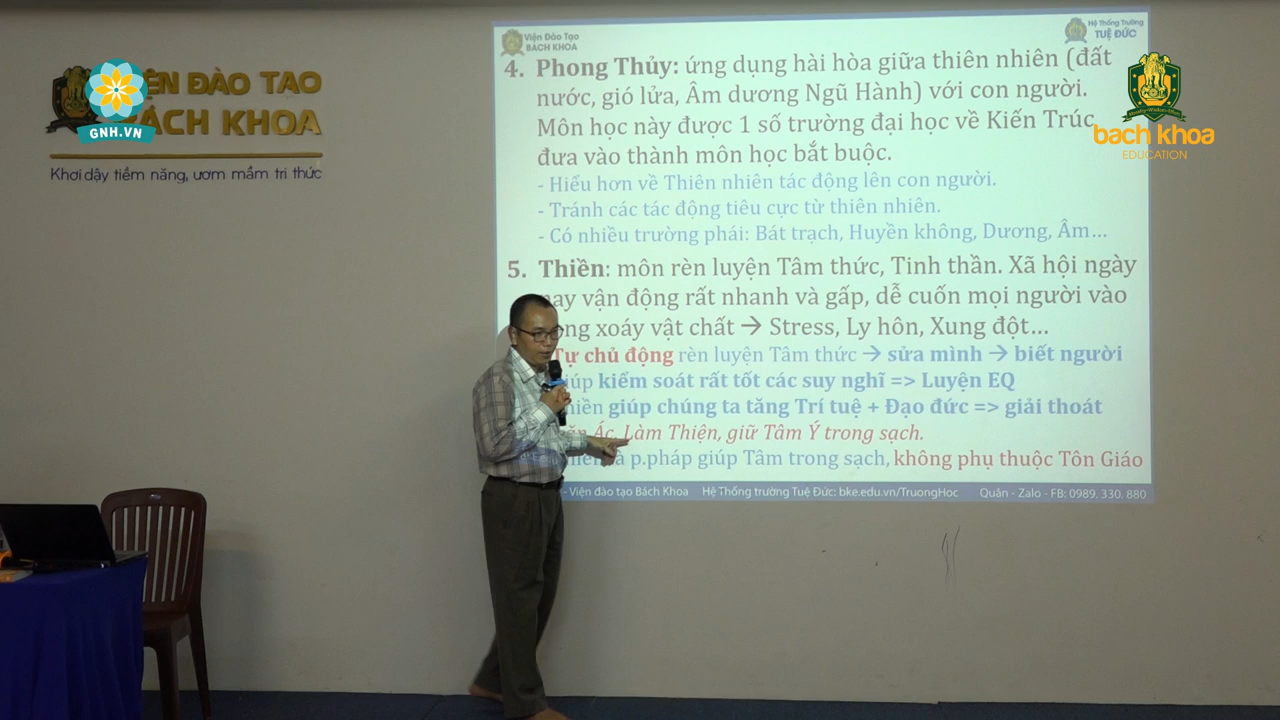 VIỆN ĐÀO TẠO
BÁCH KHOA
GNH.VN
Khơi dậy tiềm năng, ươm mầm tri thức
Viện Đào Tạo
BÁCH KHOA
Hệ Thống Trường
TUỆ ĐỨC
4. Phong Thủy: ứng dụng hài hòa giữa thiên nhiên (đất
nước, gió lửa, Âm dương Ngũ Hành) với con người.
Môn học này được 1 số trường đại học về Kiến Trúc
đưa vào thành môn học bắt buộc.
- Hiểu hơn về Thiên nhiên tác động lên con người.
- Tránh các tác động tiêu cực từ thiên nhiên.
- Có nhiều trường phái: Bát trạch, Huyền không, Dương, Âm...
5. Thiền: môn rèn luyện Tâm thức, Tinh thần. Xã hội ngày
nay vận động rất nhanh và gấp, dễ cuốn mọi người vào
xoáy vật chất → Stress, Ly hôn, Xung đột...
Tự chủ động rèn luyện Tâm thức → sửa mình → biết người
kiểm soát rất tốt các suy nghĩ => Luyện EQ
giúp chúng ta tăng Trí tuệ + Đạo đức => giải thoát
Ác, Làm Thiện, giữ Tâm Ý trong sạch.
p.pháp giúp Tâm trong sạch, không phụ thuộc Tôn Giáo
- Viện đào tạo Bách Khoa Hệ Thống trường Tuệ Đức: bke.edu.vn/TruongHoc Quân - Zalo - FB: 0989. 330. 880
bach khoa
EDUCATION